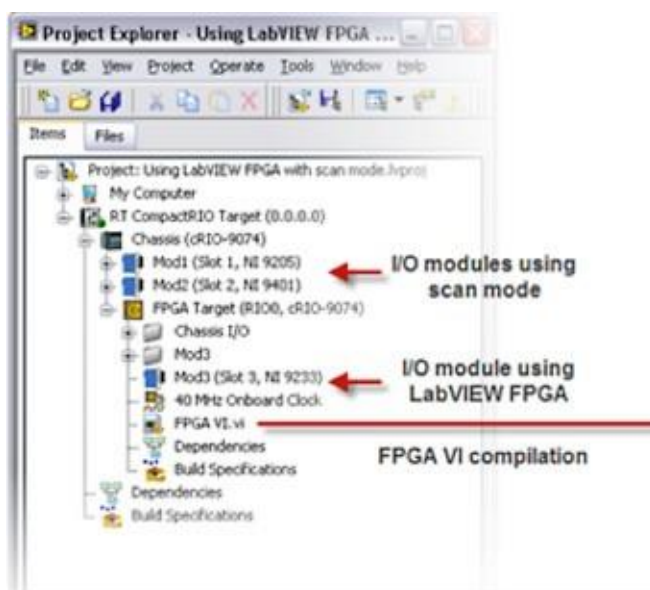 Project Explorer - Using LabVIEW FPGA ...
File Edit View Project Operate Tools Window Help
Items Files
Project: Using LabVIEW FPGA with scan mode.lvproj
My Computer
RT CompactRIO Target (0.0.0.0)
Chassis (cRIO-9074)
Mod1 (Slot 1, NI 9205)
Mod2 (Slot 2, NI 9401)
I/O modules using
scan mode
FPGA Target (RIO0, cRIO-9074)
Chassis I/O
Mod3
Mod3 (Slot 3, NI 9233)
I/O module using
LabVIEW FPGA
40 MHz Onboard Clock
FPGA VI.vi
FPGA VI compilation
Dependencies
Build Specifications
Dependencies
Build Specifications